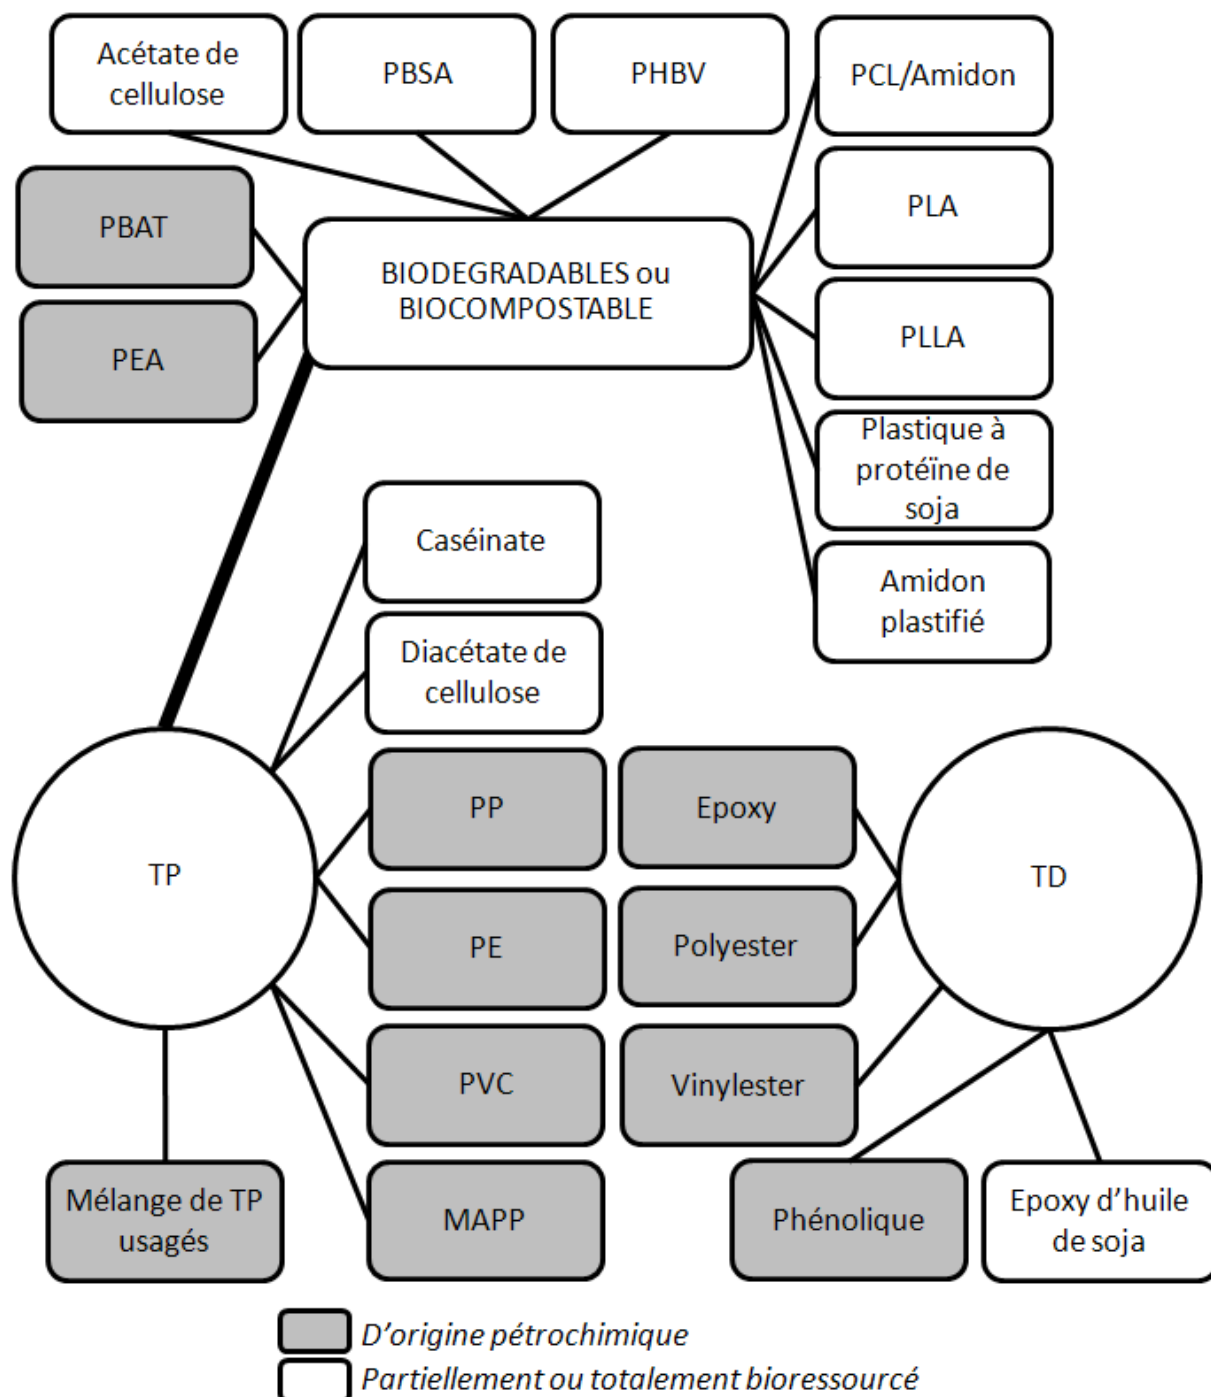 Acétate de
cellulose
PBSA
PHBV
PCL/Amidon
PBAT
PLA
BIODEGRADABLES ou
BIOCOMPOSTABLE
PEA
PLLA
Plastique à
protéïne de
soja
Caséinate
Amidon
plastifié
Diacétate de
cellulose
PP
Epoxy
TP
TD
PE
Polyester
PVC
Vinylester
Mélange de TP
usagés
MAPP
Phénolique
Epoxy d’huile
de soja
D’origine pétrochimique
Partiellement ou totalement bioressourcé